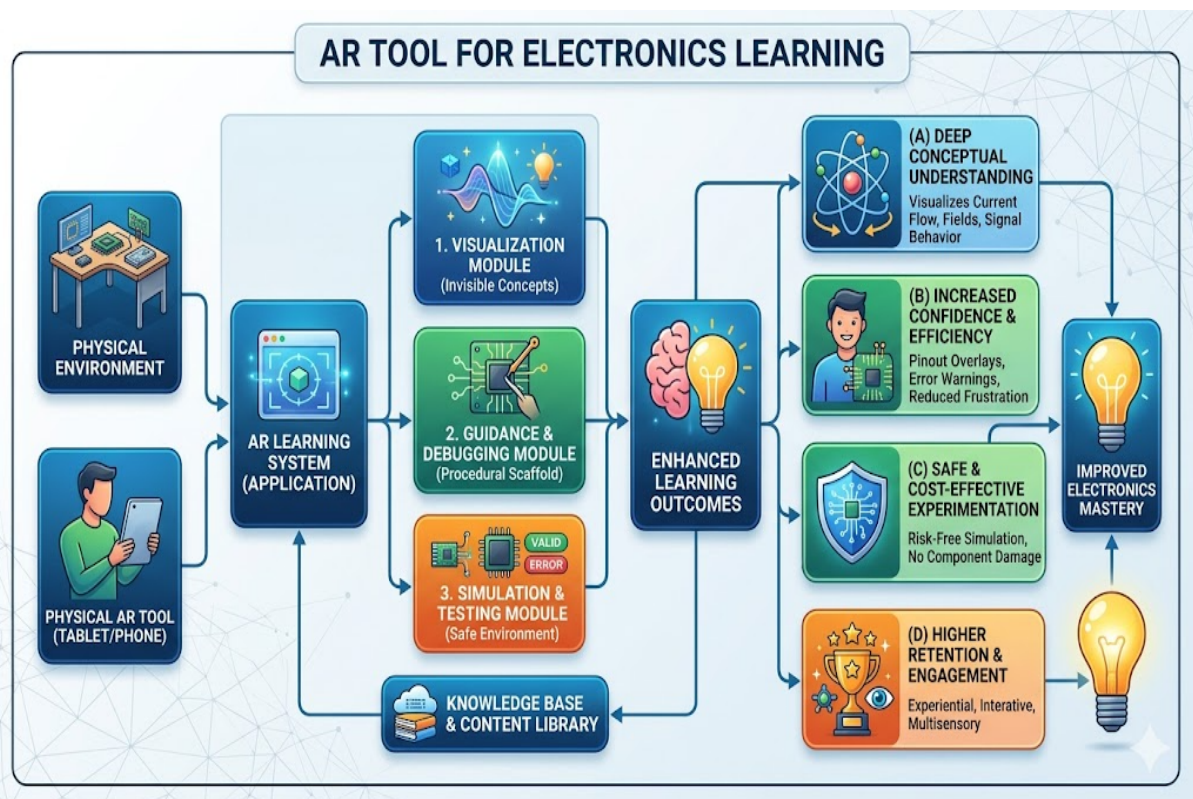 AR TOOL FOR ELECTRONICS LEARNING
PHYSICAL
ENVIRONMENT
PHYSICAL AR TOOL
(TABLET/PHONE)
AR LEARNING
SYSTEM
(APPLICATION)
1. VISUALIZATION
MODULE
(Invisible Concepts)
2. GUIDANCE &
DEBUGGING MODULE
(Procedural Scaffold)
VALID
ERROR
3. SIMULATION &
TESTING MODULE
(Safe Environment)
KNOWLEDGE BASE
& CONTENT LIBRARY
ENHANCED
LEARNING
OUTCOMES
(A) DEEP
CONCEPTUAL
UNDERSTANDING
Visualizes Current
Flow, Fields, Signal
Behavior
(B) INCREASED
CONFIDENCE &
EFFICIENCY
Pinout Overlays,
Error Warnings,
Reduced Frustration
(C) SAFE &
COST-EFFECTIVE
EXPERIMENTATION
Risk-Free Simulation,
No Component Damage
(D) HIGHER
RETENTION &
ENGAGEMENT
Experiential, Interative,
Multisensory
IMPROVED
ELECTRONICS
MASTERY